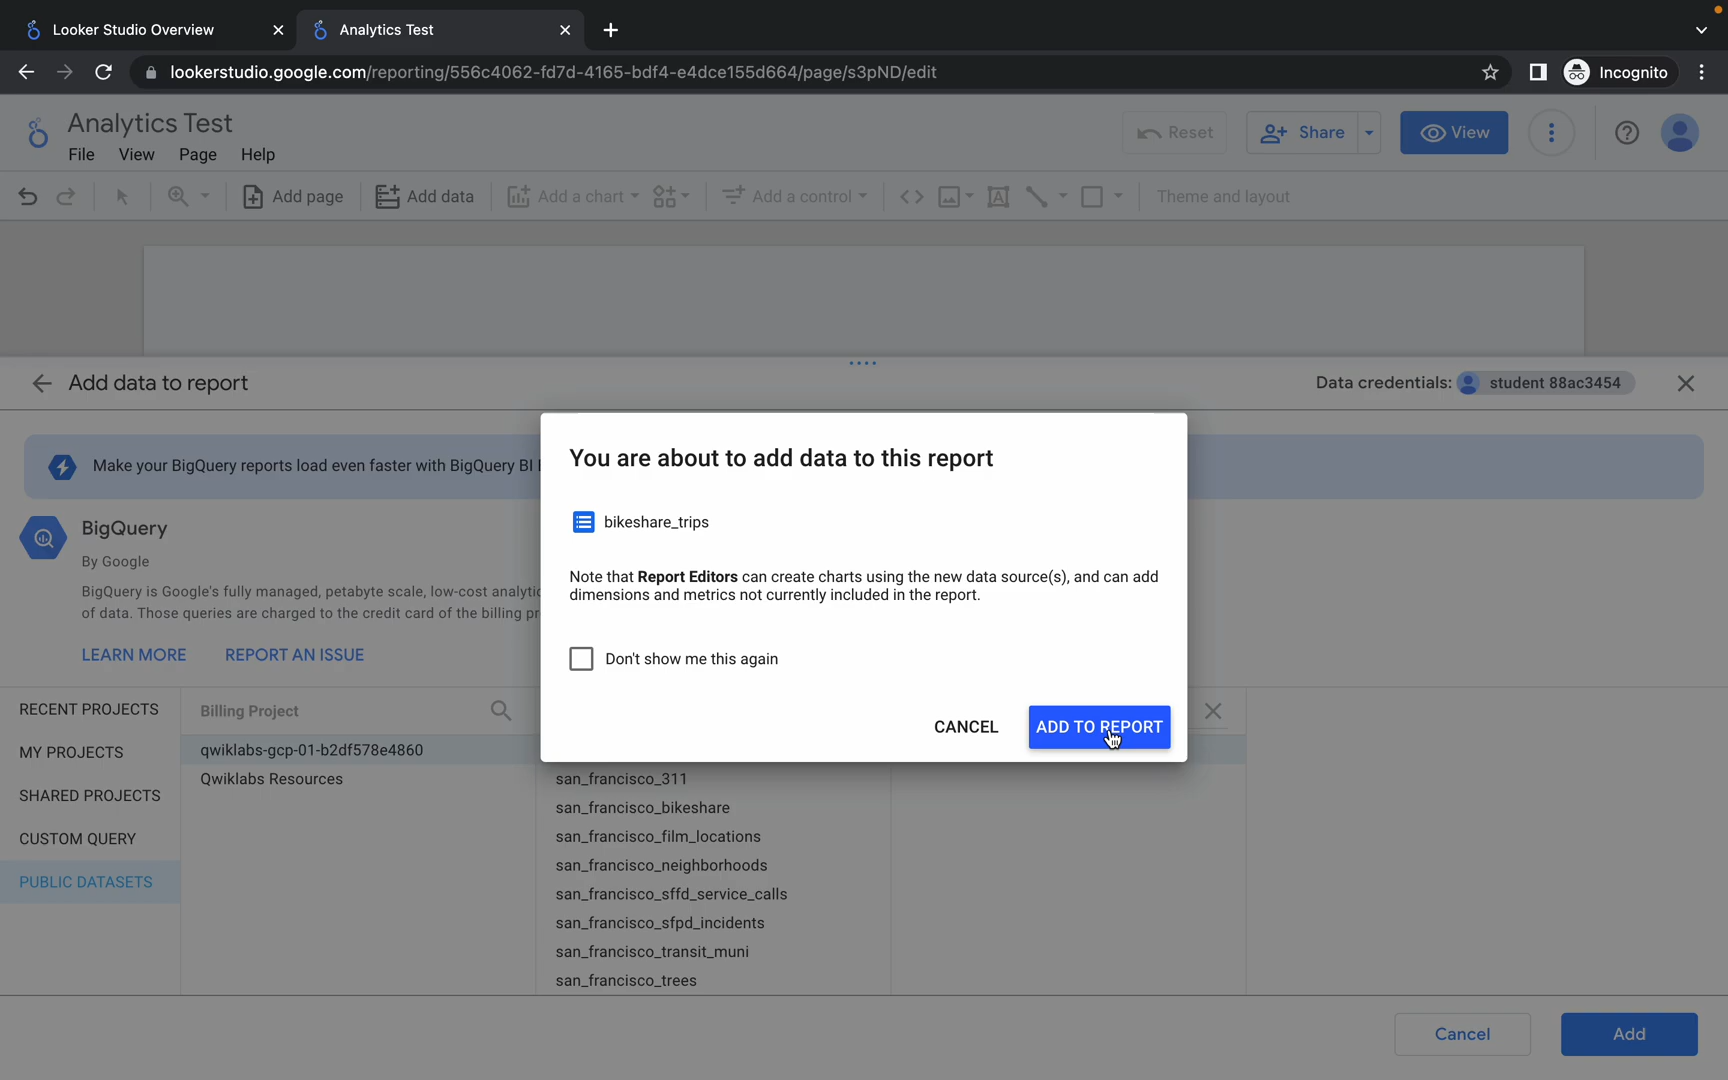 Looker Studio Overview
Analytics Test
lookerstudio.google.com/reporting/556c4062-fd7d-4165-bdf4-e4dce155d664/page/s3pND/edit
Incognito
Analytics Test
File View Page Help
Reset
Share
View
Add page
Add data
Add a chart
Add a control
Theme and layout
Add data to report
Data credentials: student 88ac3454
Make your BigQuery reports load even faster with BigQuery BI
BigQuery
By Google
BigQuery is Google's fully managed, petabyte scale, low-cost
of data. Those queries are charged to the credit card of the billing
LEARN MORE REPORT AN ISSUE
You are about to add data to this report
bikeshare_trips
Note that Report Editors can create charts using the new data source(s), and can add
dimensions and metrics not currently included in the report.
Don't show me this again
CANCEL ADD TO REPORT
RECENT PROJECTS
MY PROJECTS
SHARED PROJECTS
CUSTOM QUERY
PUBLIC DATASETS
Billing Project
qwiklabs-gcp-01-b2df578e4860
Qwiklabs Resources
san_francisco_311
san_francisco_bikeshare
san_francisco_film_locations
san_francisco_neighborhoods
san_francisco_sffd_service_calls
san_francisco_sfpd_incidents
san_francisco_transit_muni
san_francisco_trees
Cancel Add